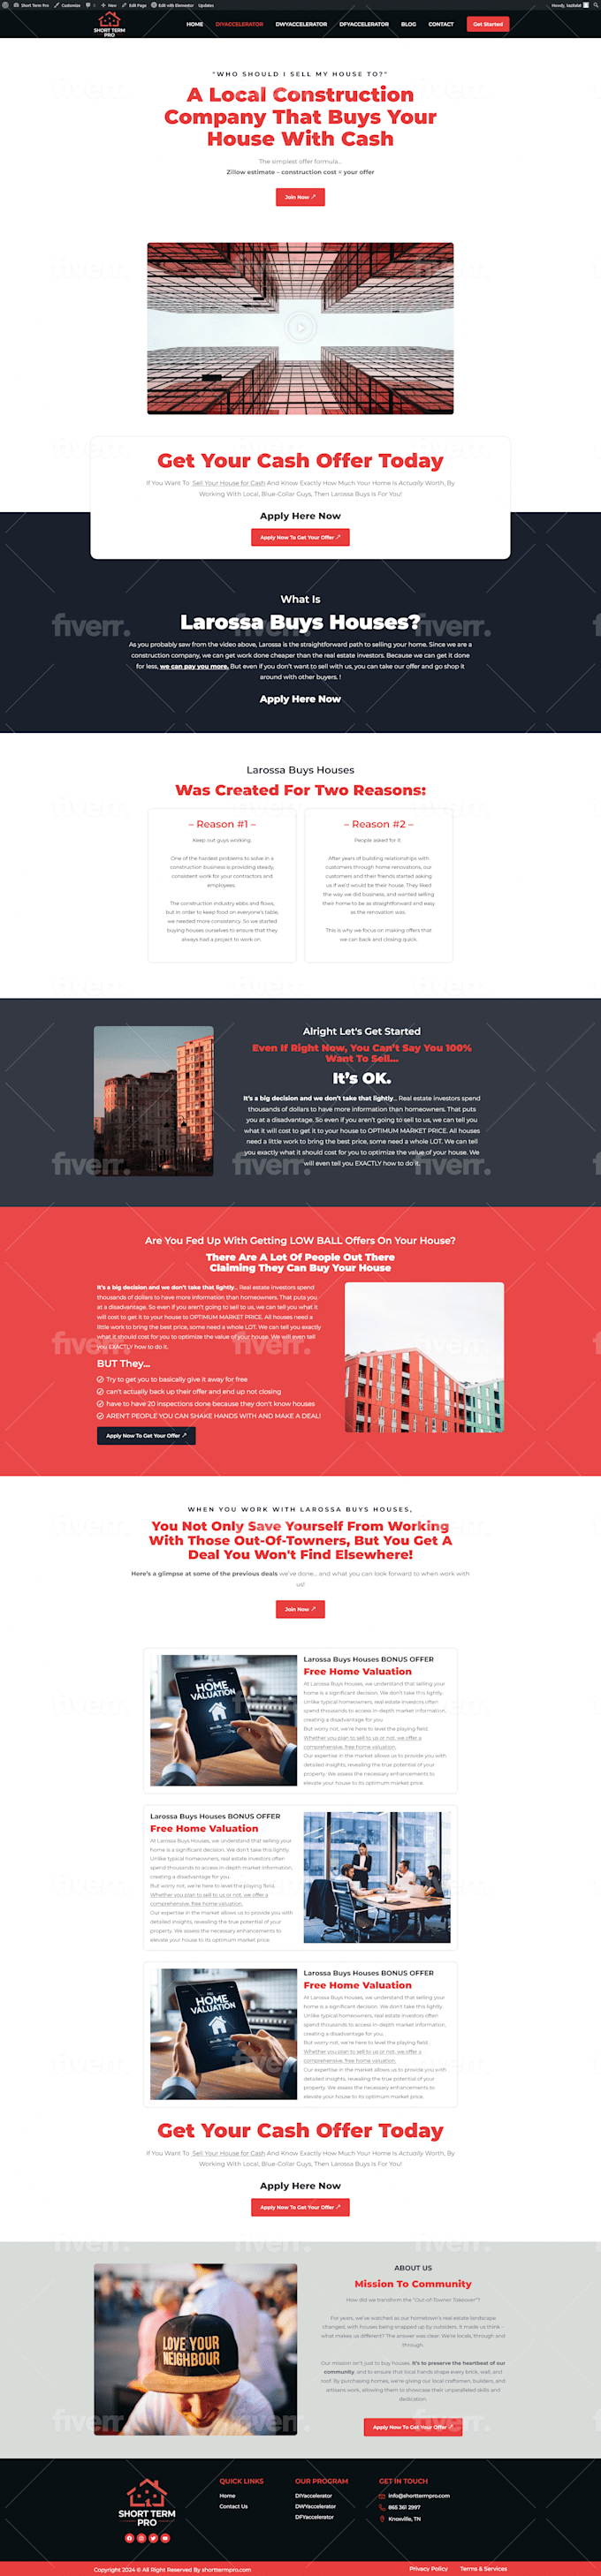 Short Term Pro Customize 0 New Edit Page Edit with Elementor Updates
Howdy,
SHORT TERM
PRO
HOME DIYACCELERATOR DWYACCELERATOR DFYACCELERATOR BLOG CONTACT Get Started
"WHO SHOULD I SELL MY HOUSE TO?"
A Local Construction
Company That Buys Your
House With Cash
The simplest offer formula...
Zillow estimate – construction cost = your offer
Join Now
Get Your Cash Offer Today
If You Want To Sell Your House for Cash And Know Exactly How Much Your Home Is Actually Worth, By
Working With Local, Blue-Collar Guys, Then Larossa Buys Is For You!
Apply Here Now
Apply Now To Get Your Offer
What Is
Larossa Buys Houses?
As you probably saw from the video above, Larossa is the straightforward path to selling your home. Since we are a
construction company, we can get work done cheaper than the real estate investors. Because we can get it done
for less, we can pay you more. But even if you don't want to sell with us, you can take our offer and go shop it
around with other buyers. !
Apply Here Now
Larossa Buys Houses
Was Created For Two Reasons:
– Reason #1 –
Keep out guys working
One of the hardest problems to solve in a
construction business is providing steady,
consistent work for your contractors and
employees.
The construction industry ebbs and flows,
but in order to keep food on everyone's table,
we needed more consistency. So we started
buying houses ourselves to ensure that they
always had a project to work on.
– Reason #2 –
People asked for it.
After years of building relationships with
customers through home renovations, our
customers and their friends started asking
us if we'd would be their house. They liked
the way we did business, and wanted selling
their home to be as straightforward and easy
as the renovation was.
This is why we focus on making offers that
we can back and closing quick.
Alright Let's Get Started
Even If Right Now, You Can't Say You 100%
Want To Sell...
It's OK.
It's a big decision and we don't take that lightly... Real estate investors spend
thousands of dollars to have more information than homeowners. That puts
you at a disadvantage. So even if you aren't going to sell to us, we can tell you
what it will cost to get it to your house to OPTIMUM MARKET PRICE. All houses
need a little work to bring the best price, some need a whole LOT. We can tell
you exactly what it should cost for you to optimize the value of your house. We
will even tell you EXACTLY how to do it.
Are You Fed Up With Getting LOW BALL Offers On Your House?
There Are A Lot Of People Out There
Claiming They Can Buy Your House
It's a big decision and we don't take that lightly... Real estate investors spend
thousands of dollars to have more information than homeowners. That puts you
at a disadvantage. So even if you aren't going to sell to us, we can tell you what it
will cost to get it to your house to OPTIMUM MARKET PRICE. All houses need a
little work to bring the best price, some need a whole LOT. We can tell you exactly
what it should cost for you to optimize the value of your house. We will even tell
you EXACTLY how to do it.
BUT They...
Try to get you to basically give it away for free
can't actually back up their offer and end up not closing
have to have 20 inspections done because they don't know houses
AREN'T PEOPLE YOU CAN SHAKE HANDS WITH AND MAKE A DEAL!
Apply Now To Get Your Offer
WHEN YOU WORK WITH LAROSSA BUYS HOUSES,
You Not Only Save Yourself From Working
With Those Out-Of-Towners, But You Get A
Deal You Won't Find Elsewhere!
Here's a glimpse at some of the previous deals we've done... and what you can look forward to when work with
us!
Join Now
HOME
VALUATION
Larossa Buys Houses BONUS OFFER
Free Home Valuation
At Larossa Buys Houses, we understand that selling your
home is a significant decision. We don't take this lightly.
Unlike typical homeowners, real estate investors often
spend thousands to access in-depth market information,
creating a disadvantage for you.
But worry not, we're here to level the playing field.
Whether you plan to sell to us or not, we offer a
comprehensive, free home valuation.
Our expertise in the market allows us to provide you with
detailed insights, revealing the true potential of your
property. We assess the necessary enhancements to
elevate your house to its optimum market price.
Larossa Buys Houses BONUS OFFER
Free Home Valuation
At Larossa Buys Houses, we understand that selling your
home is a significant decision. We don't take this lightly.
Unlike typical homeowners, real estate investors often
spend thousands to access in-depth market information,
creating a disadvantage for you.
But worry not, we're here to level the playing field.
Whether you plan to sell to us or not, we offer a
comprehensive, free home valuation.
Our expertise in the market allows us to provide you with
detailed insights, revealing the true potential of your
property. We assess the necessary enhancements to
elevate your house to its optimum market price.
HOME
VALUATION
Larossa Buys Houses BONUS OFFER
Free Home Valuation
At Larossa Buys Houses, we understand that selling your
home is a significant decision. We don't take this lightly.
Unlike typical homeowners, real estate investors often
spend thousands to access in-depth market information,
creating a disadvantage for you.
But worry not, we're here to level the playing field.
Whether you plan to sell to us or not, we offer a
comprehensive, free home valuation.
Our expertise in the market allows us to provide you with
detailed insights, revealing the true potential of your
property. We assess the necessary enhancements to
elevate your house to its optimum market price.
Get Your Cash Offer Today
If You Want To Sell Your House for Cash And Know Exactly How Much Your Home Is Actually Worth, By
Working With Local, Blue-Collar Guys, Then Larossa Buys Is For You!
Apply Here Now
Apply Now To Get Your Offer
LOVE YOUR
NEIGHBOUR
ABOUT US
Mission To Community
How did we transform the "Out-of-Towner Takeover"?
For years, we've watched as our hometown's real estate landscape
changed, with houses being snapped up by outsiders. It made us think –
what makes us different? The answer was clear: We're locals, through and
through.
Our mission isn't just to buy houses. It's to preserve the heartbeat of our
community, and to ensure that local hands shape every brick, wall, and
roof. By purchasing homes, we're giving our local craftsmen, builders, and
artisans work, allowing them to showcase their unparalleled skills and
dedication.
Apply Now To Get Your Offer
SHORT TERM
PRO
QUICK LINKS
Home
Contact Us
OUR PROGRAM
DIYaccelerator
DWYaccelerator
DFYaccelerator
GET IN TOUCH
info@shorttermpro.com
865 361 2997
Knoxville, TN
Copyright 2024 © All Right Reserved By shorttermpro.com
Privacy Policy Terms & Services
fiverr.